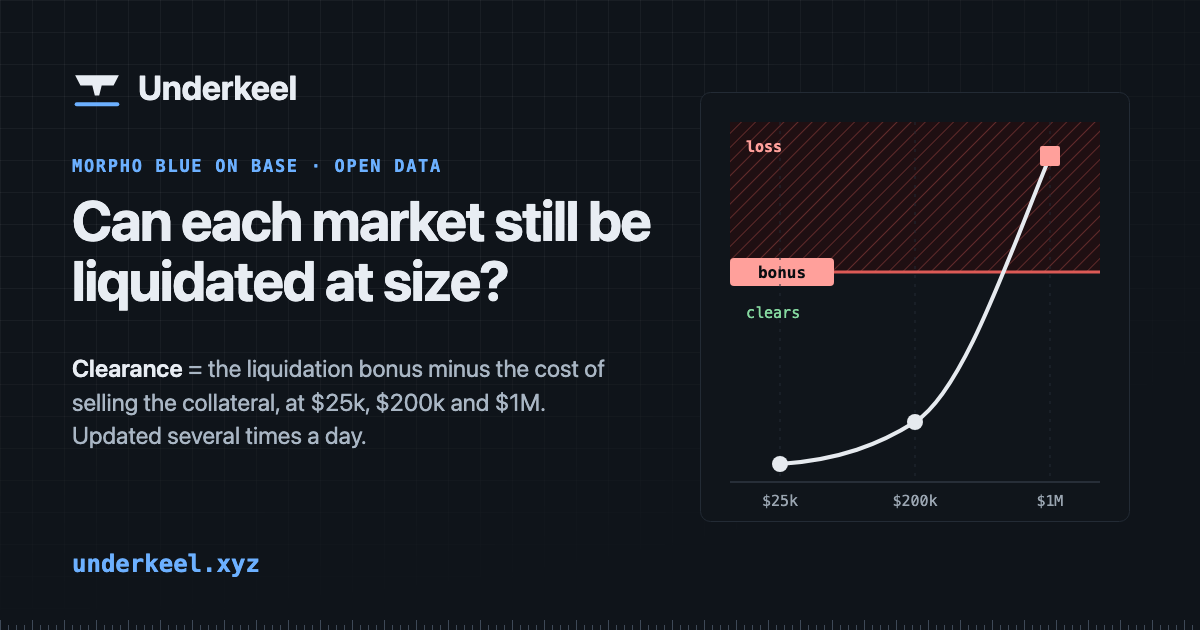 Underkeel
MORPHO BLUE ON BASE · OPEN DATA
Can each market still be
liquidated at size?
Clearance = the liquidation bonus minus the cost of
selling the collateral, at $25k, $200k and $1M.
Updated several times a day.
underkeel.xyz
loss
bonus
clears
$25k $200k $1M